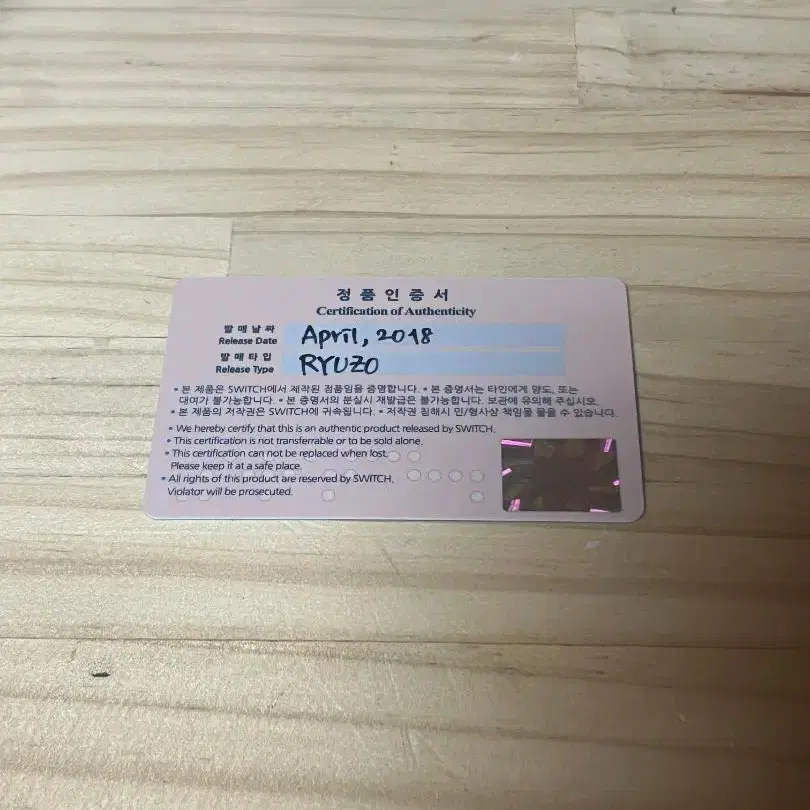 정품인증서
Certification of Authenticity
발매날짜
Release Date
April, 2018
발매타입
Release Type
RYUZO
• 본 제품은 SWITCH에서 제작된 정품임을 증명합니다. • 본 증명서는 타인에게 양도, 또는
대여가 불가능합니다. • 본 증명서의 분실시 재발급은 불가능합니다. 보관에 유의해 주십시오.
• 본 제품의 저작권은 SWITCH에 귀속됩니다. • 저작권 침해시 민/형사상 책임을 물을 수 있습니다.
• We hereby certify that this is an authentic product released by SWITCH.
• This certification is not transferrable or to be sold alone.
• This certification can not be replaced when lost.
Please keep it at a safe place.
• All rights of this product are reserved by SWITCH.
Violator will be prosecuted.